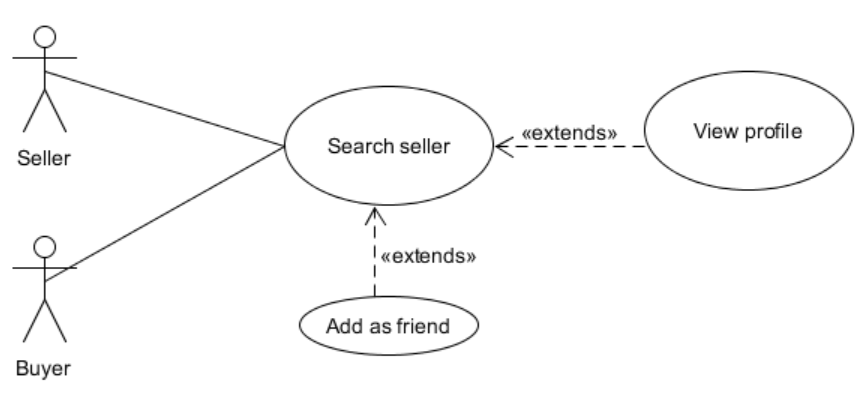 Seller
Search seller
«extends»
View profile
«extends»
Add as friend
Buyer